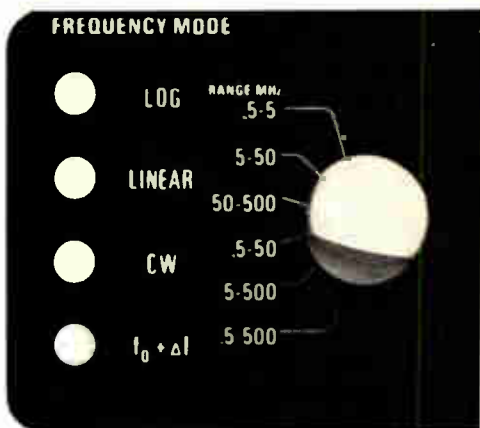 FREQUENCY MODE
LOG
LINEAR
CW
f₀ + Δf
RANGE MHz
.5-5
5-50
50-500
.5-50
5-500
.5 500